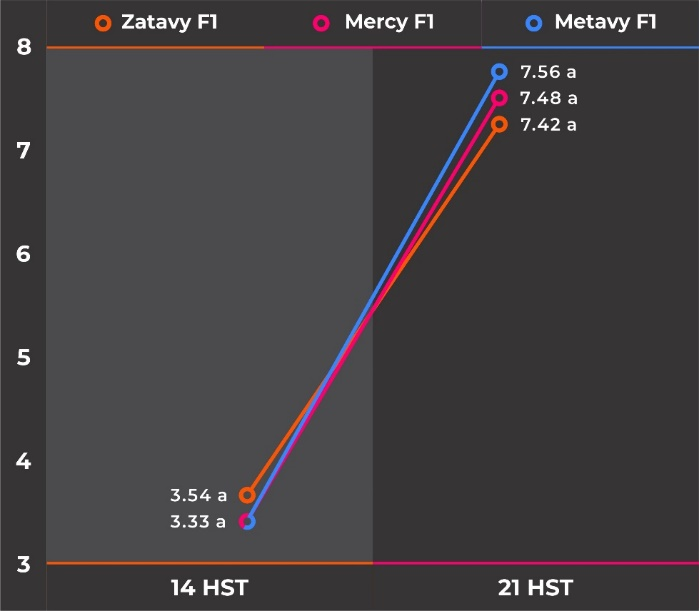 Zatavy F1 Mercy F1 Metavy F1
8
7.56 a
7.48 a
7.42 a
7
6
5
4
3.54 a
3.33 a
3
14 HST 21 HST